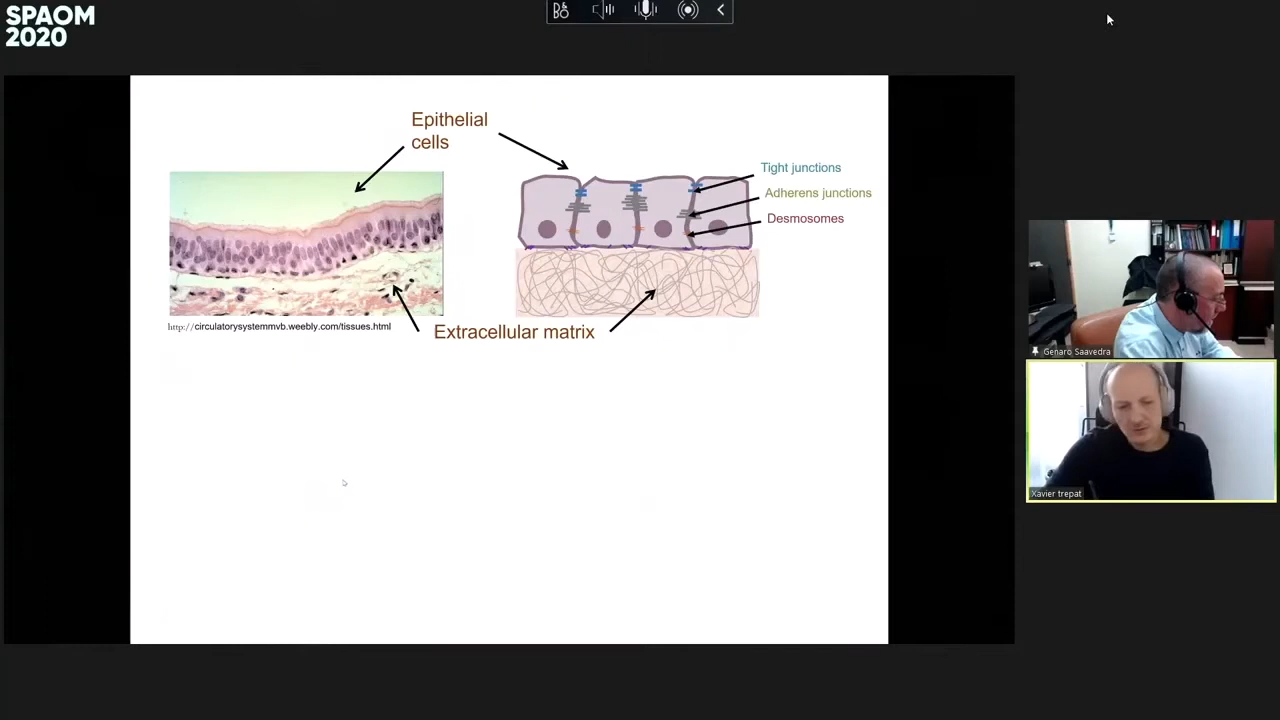 SPAOM
2020
Epithelial
cells
Tight junctions
Adherens junctions
Desmosomes
http://circulatorysystemmvb.weebly.com/tissues.html
Extracellular matrix
Genaro Saavedra
Xavier trepat